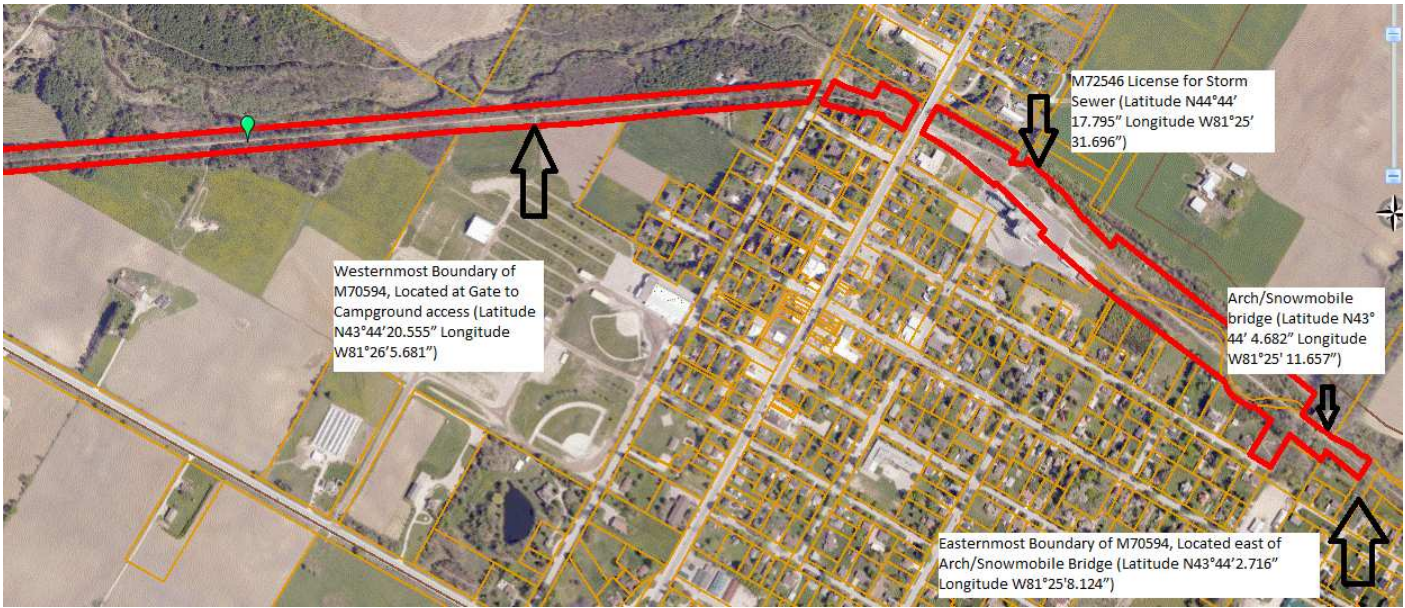 M72546 License for Storm
Sewer (Latitude N44°44’
17.795” Longitude W81°25’
31.696”)
Westernmost Boundary of
M70594, Located at Gate to
Campground access (Latitude
N43°44’20.555” Longitude
W81°26’5.681”)
Arch/Snowmobile
bridge (Latitude N43°
44’ 4.682” Longitude
W81°25’ 11.657”)
Easternmost Boundary of M70594, Located east of
Arch/Snowmobile Bridge (Latitude N43°44’2.716”
Longitude W81°25’8.124”)